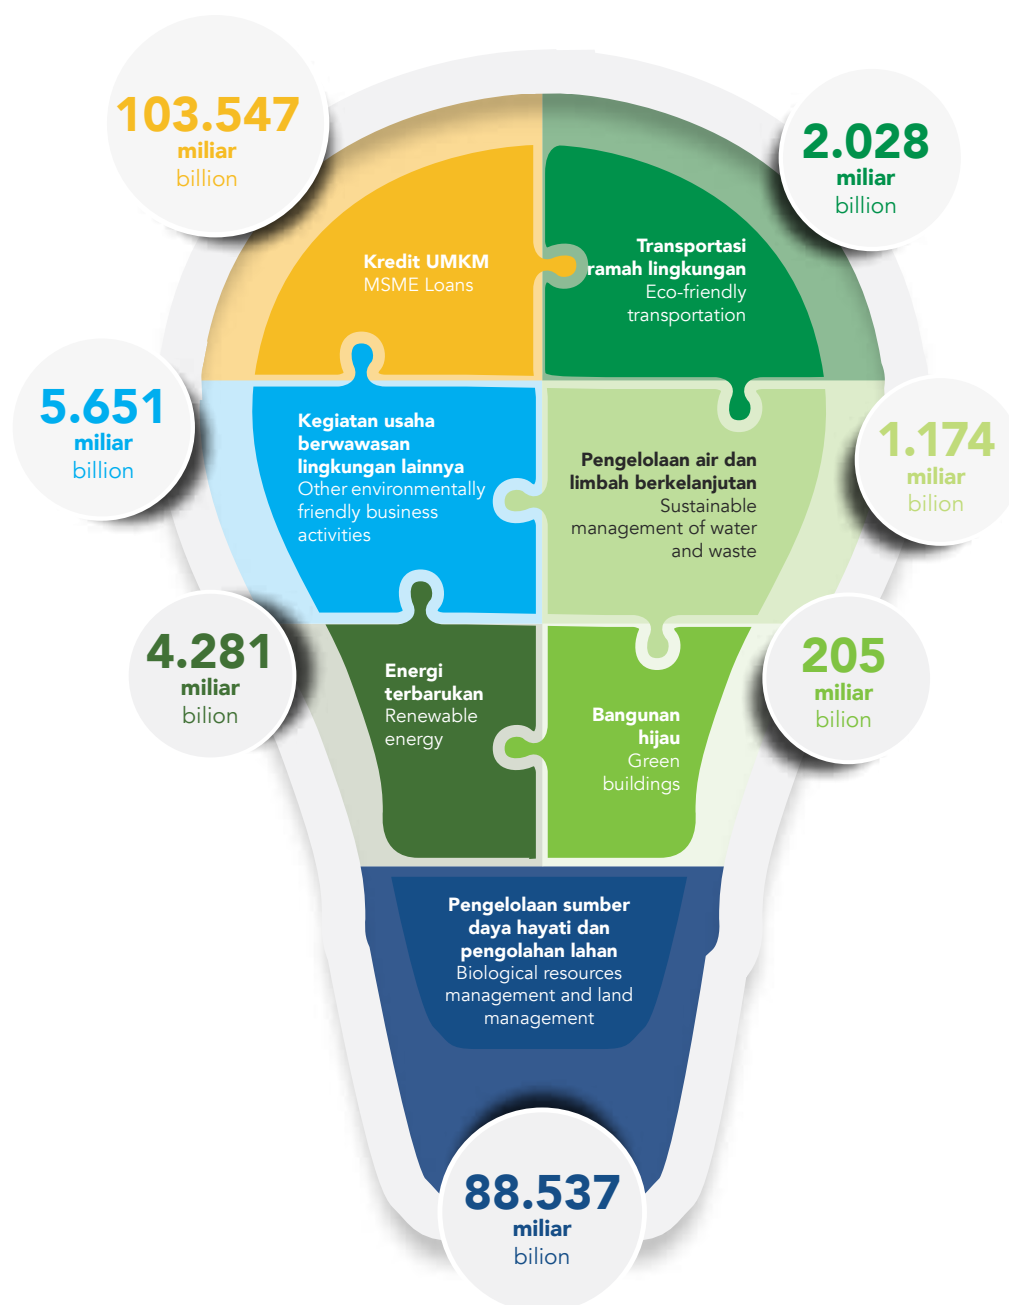 103.547
miliar
billion
2.028
miliar
billion
Kredit UMKM
MSME Loans
Transportasi
ramah lingkungan
Eco-friendly
transportation
5.651
miliar
billion
Kegiatan usaha
berwawasan
lingkungan lainnya
Other environmentally
friendly business
activities
Pengelolaan air dan
limbah berkelanjutan
Sustainable
management of water
and waste
1.174
miliar
bilion
4.281
miliar
bilion
Energi
terbarukan
Renewable
energy
Bangunan
hijau
Green
buildings
205
miliar
bilion
Pengelolaan sumber
daya hayati dan
pengolahan lahan
Biological resources
management and land
management
88.537
miliar
bilion